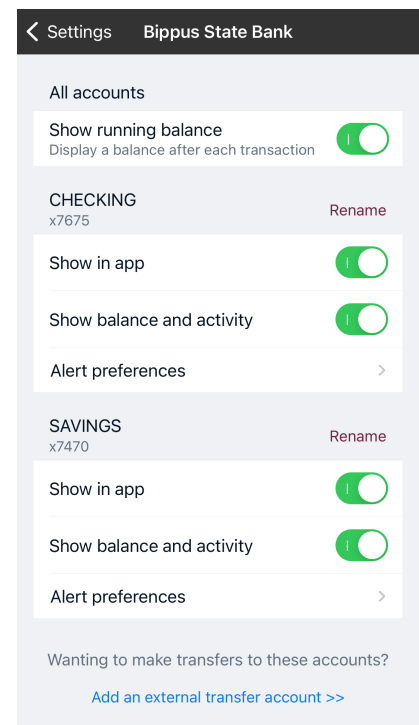 Settings Bippus State Bank
All accounts
Show running balance
Display a balance after each transaction
CHECKING
x7675
Rename
Show in app
Show balance and activity
Alert preferences
SAVINGS
x7470
Rename
Show in app
Show balance and activity
Alert preferences
Wanting to make transfers to these accounts?
Add an external transfer account >>